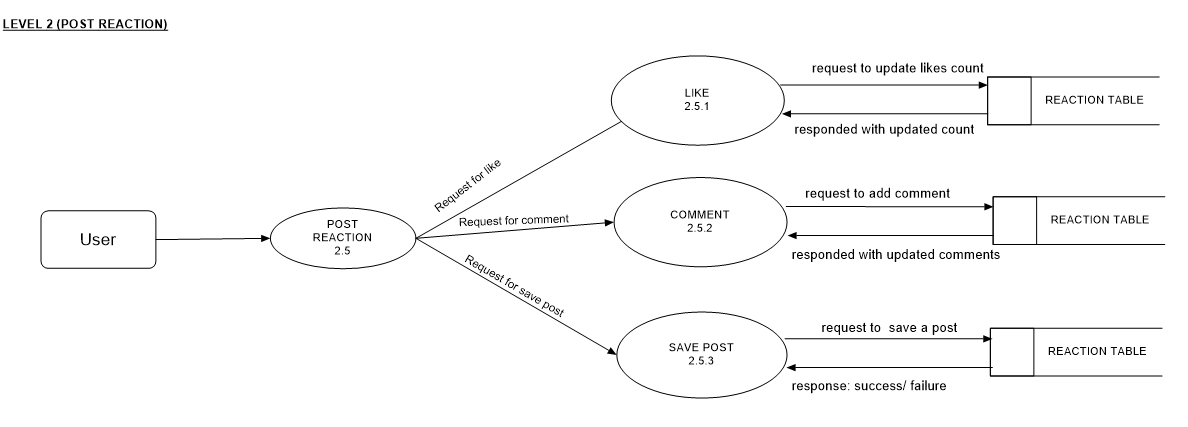 LEVEL 2 (POST REACTION)
request to update likes count
LIKE
2.5.1
REACTION TABLE
responded with updated count
Request for like
request to add comment
COMMENT
2.5.2
REACTION TABLE
Request for comment
responded with updated comments
User
POST
REACTION
2.5
Request for save post
request to  save a post
SAVE POST
2.5.3
REACTION TABLE
response: success/ failure